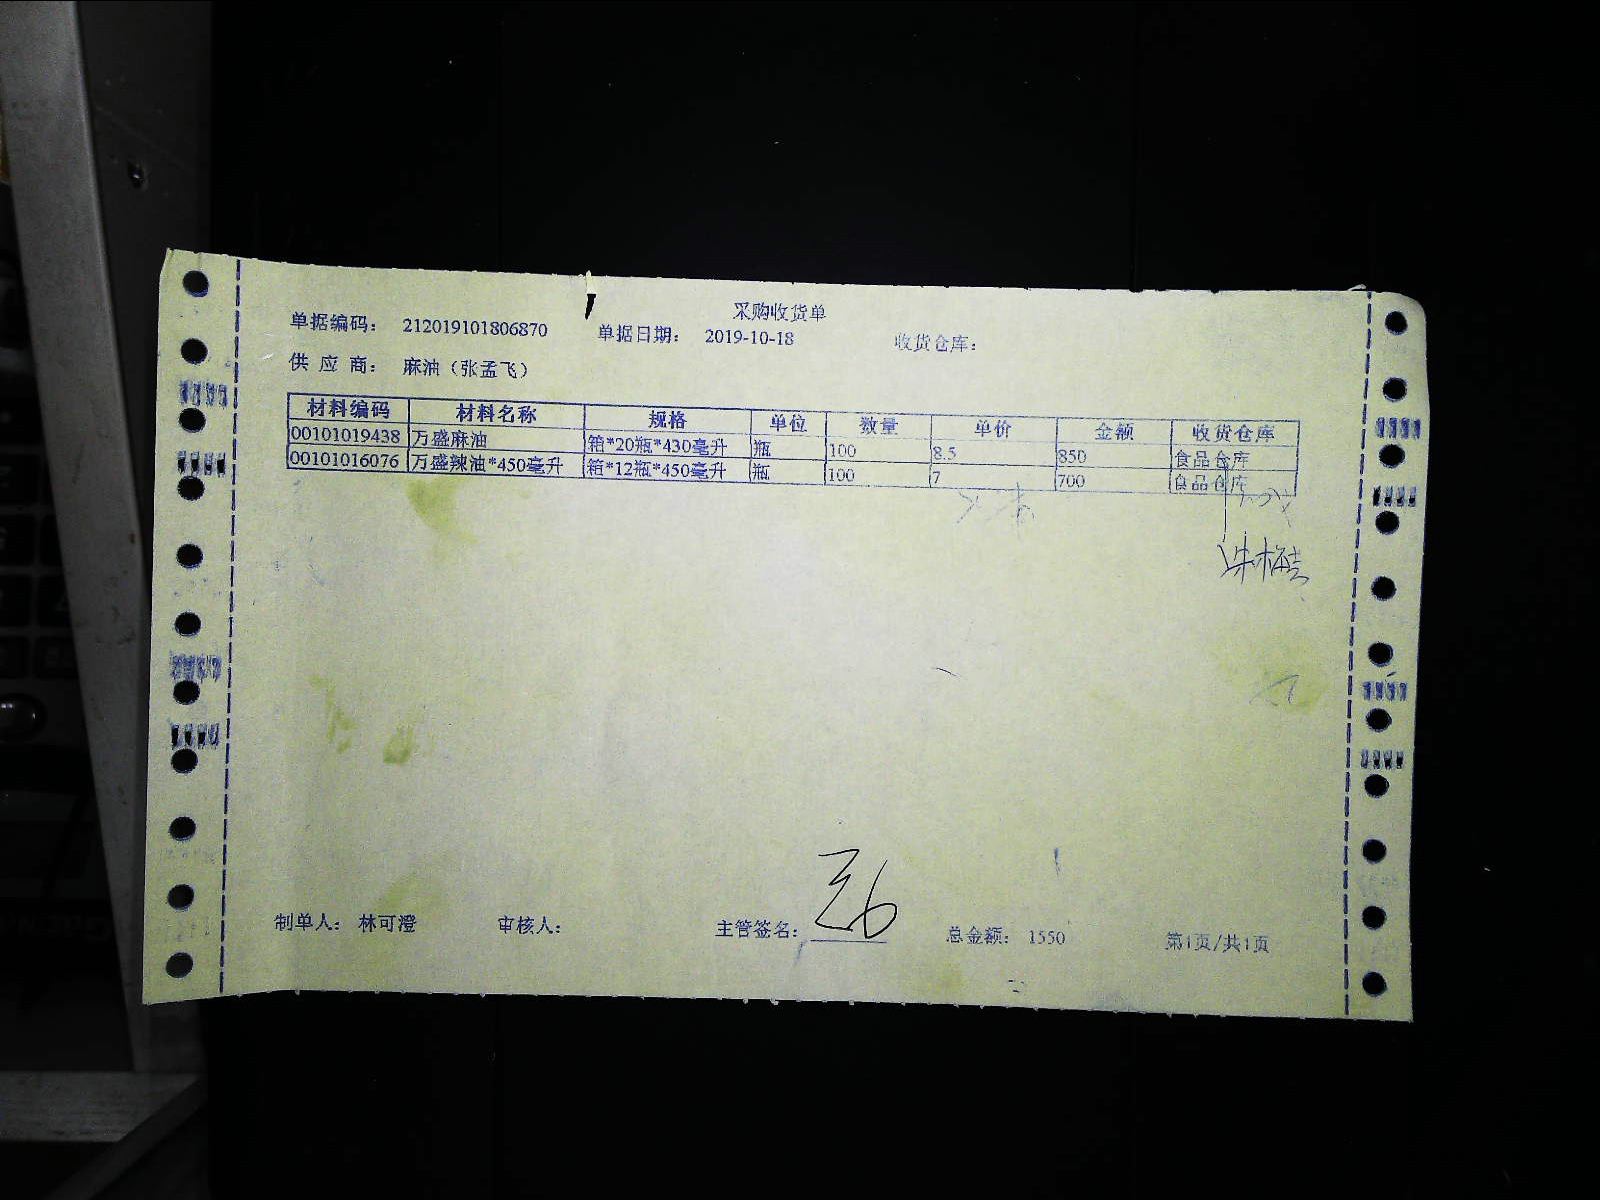 采购收货单
单据编码： 212019101806870 单据日期： 2019-10-18 收货仓库：
供 应 商： 麻油（张孟飞）
材料编码 材料名称 规格 单位 数量 单价 金额 收货仓库
00101019438 万盛麻油 箱*20瓶*430毫升 瓶 100 8.5 850 食品仓库
00101016076 万盛辣油*450毫升 箱*12瓶*450毫升 瓶 100 7 700 食品仓库
制单人： 林可澄 审核人： 主管签名： 总金额： 1550 第1页/共1页